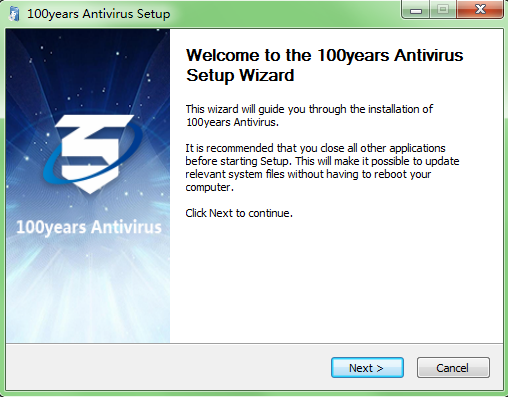 100years Antivirus Setup
Welcome to the 100years Antivirus
Setup Wizard
This wizard will guide you through the installation of
100years Antivirus.
It is recommended that you close all other applications
before starting Setup. This will make it possible to update
relevant system files without having to reboot your
computer.
Click Next to continue.
100years Antivirus
Next >
Cancel